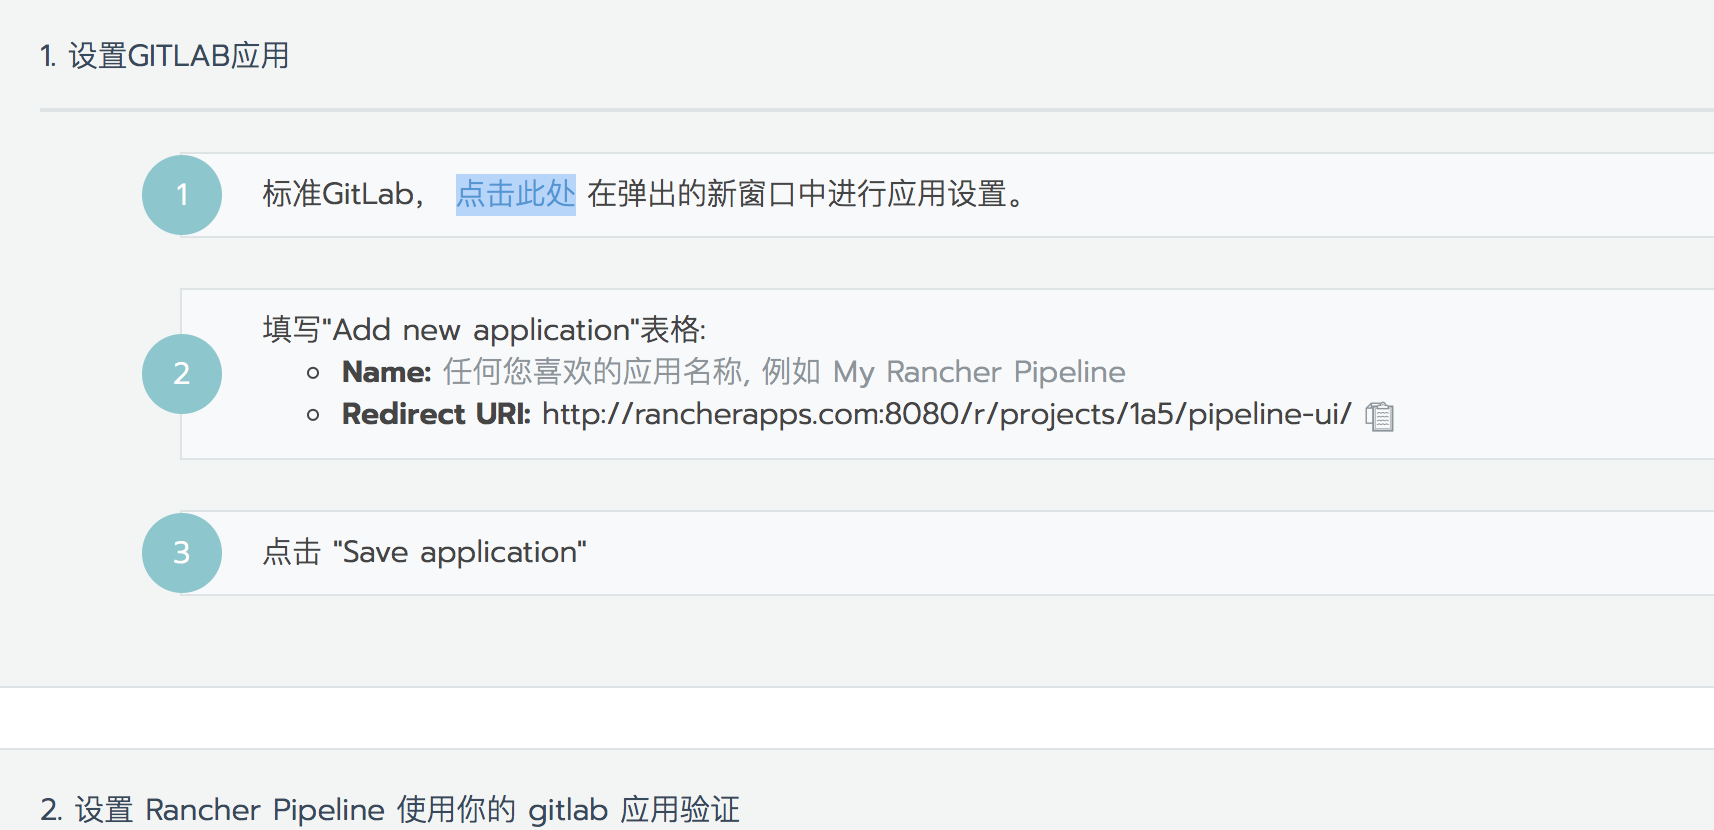 1. 设置GITLAB应用
1 标准GitLab， 点击此处 在弹出的新窗口中进行应用设置。
填写"Add new application"表格:
2 Name: 任何您喜欢的应用名称, 例如 My Rancher Pipeline
Redirect URI: http://rancherapps.com:8080/r/projects/1a5/pipeline-ui/
3 点击 "Save application"
2. 设置 Rancher Pipeline 使用你的 gitlab 应用验证